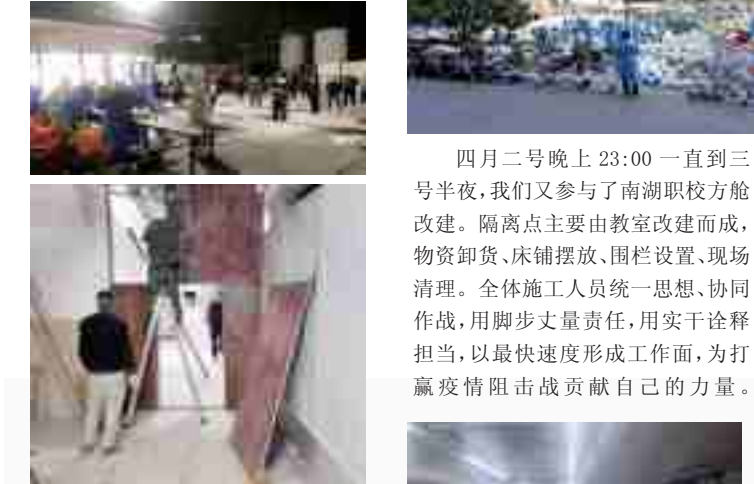 四月二号晚上 23:00 一直到三
号半夜,我们又参与了南湖职校方舱
改建。隔离点主要由教室改建而成,
物资卸货、床铺摆放、围栏设置、现场
清理。全体施工人员统一思想、协同
作战,用脚步丈量责任,用实干诠释
担当,以最快速度形成工作面,为打
赢疫情阻击战贡献自己的力量。